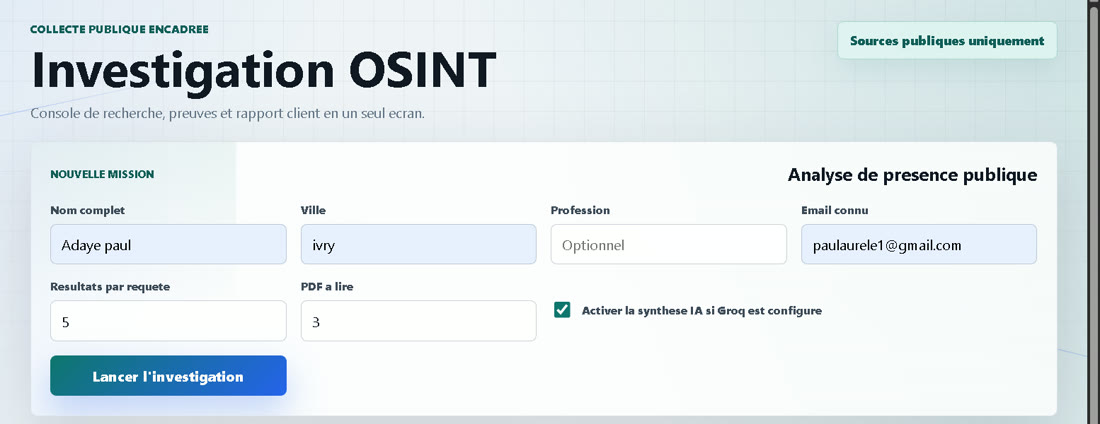 COLLECTE PUBLIQUE ENCADREE
Sources publiques uniquement
Investigation OSINT
Console de recherche, preuves et rapport client en un seul ecran.
NOUVELLE MISSION
Analyse de presence publique
Nom complet
Ville
Profession
Email connu
Adaye paul
ivry
Optionnel
paulaurele1@gmail.com
Resultats par requete
PDF a lire
5
3
Activer la synthese IA si Groq est configure
Lancer l'investigation